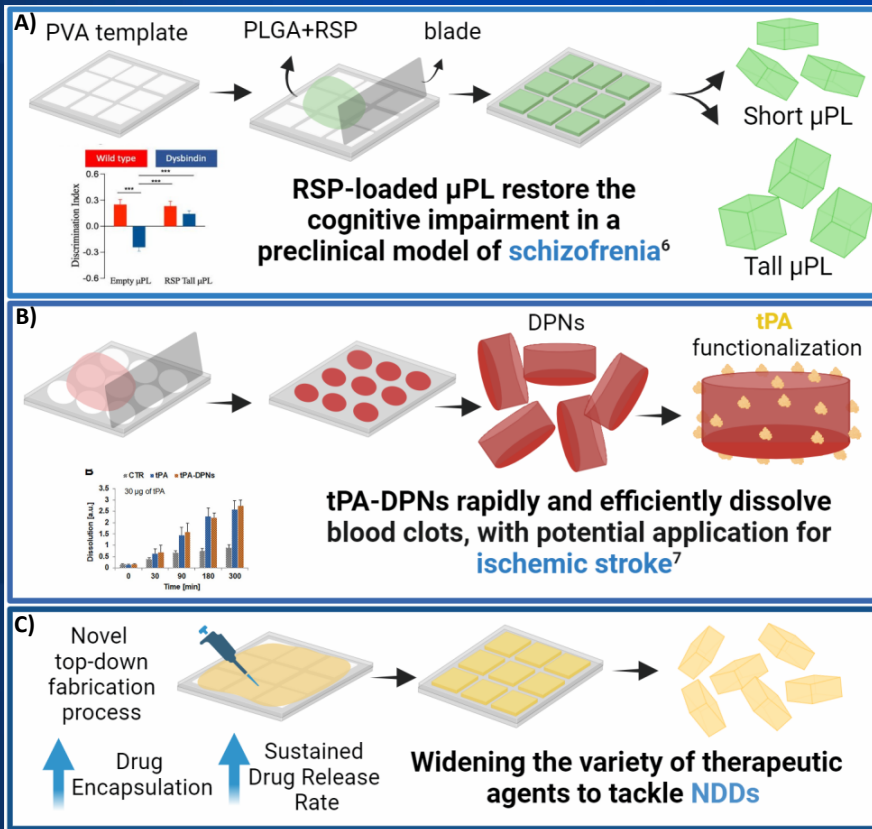 A)
PVA template
PLGA+RSP
blade
Short µPL
Tall µPL
Wild type
Dysbindin
Discrimination Index
0.6
0.3
0.0
-0.3
-0.6
***
***
***
Empty µPL
RSP Tall µPL
RSP-loaded µPL restore the
cognitive impairment in a
preclinical model of schizofrenia⁶
B)
DPNs
tPA
functionalization
CTR
tPA
tPA-DPNs
30 µg of tPA
Dissolution [a.u.]
3.5
3
2.5
2
1.5
1
0.5
0
0
30
90
180
300
Time [min]
tPA-DPNs rapidly and efficiently dissolve
blood clots, with potential application for
ischemic stroke⁷
C)
Novel
top-down
fabrication
process
Drug
Encapsulation
Sustained
Drug Release
Rate
Widening the variety of therapeutic
agents to tackle NDDs